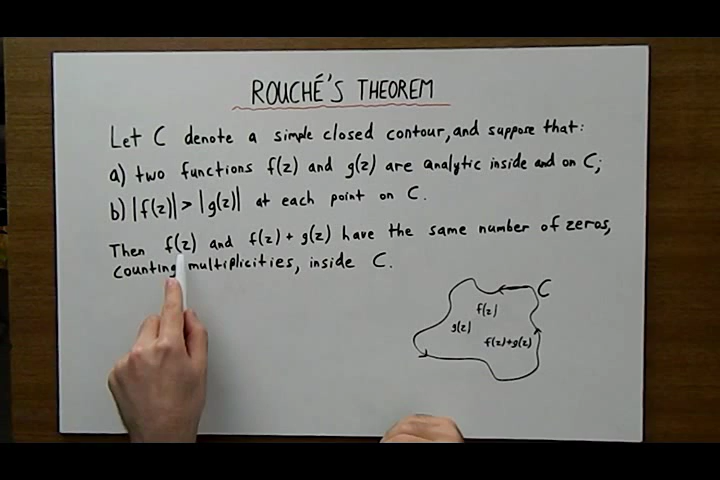 ROUCHÉ'S THEOREM
Let C denote a simple closed contour, and suppose that:
a) two functions f(z) and g(z) are analytic inside and on C;
b) |f(z)| > |g(z)| at each point on C.
Then f(z) and f(z) + g(z) have the same number of zeros,
counting multiplicities, inside C.
C
f(z)
g(z)
f(z)+g(z)